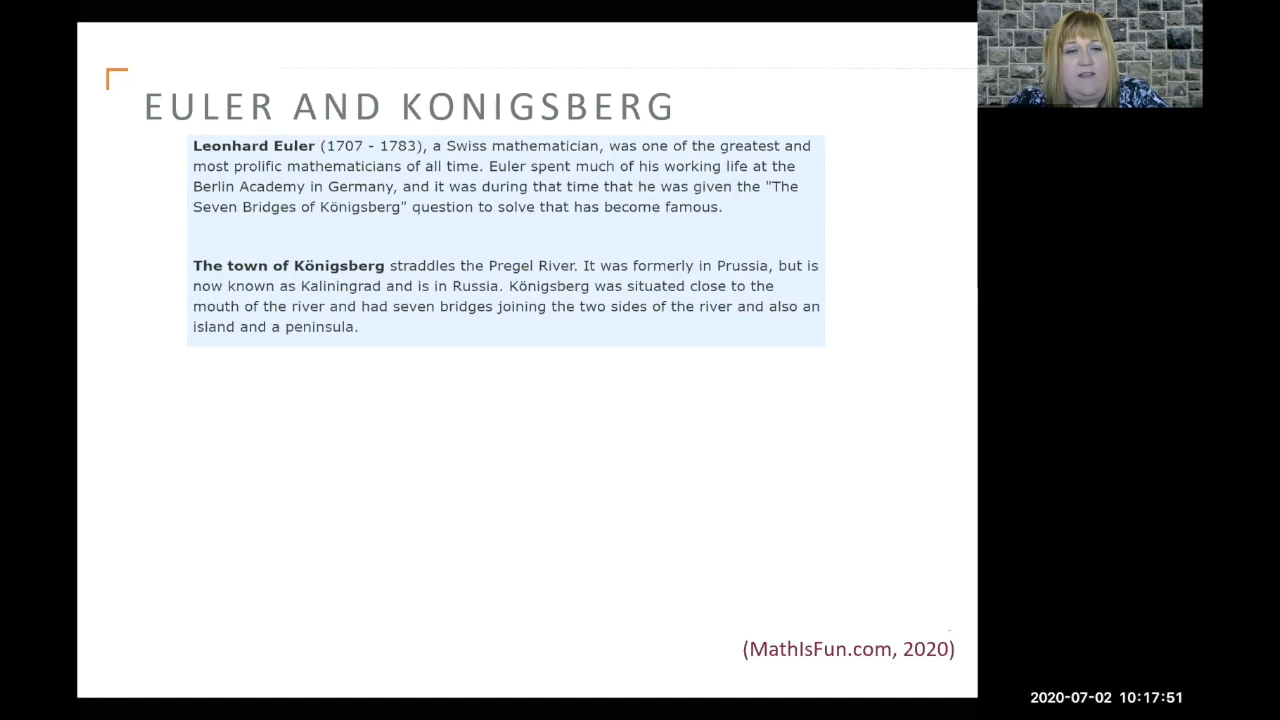 EULER AND KONIGSBERG
Leonhard Euler (1707 - 1783), a Swiss mathematician, was one of the greatest and
most prolific mathematicians of all time. Euler spent much of his working life at the
Berlin Academy in Germany, and it was during that time that he was given the "The
Seven Bridges of Königsberg" question to solve that has become famous.
The town of Königsberg straddles the Pregel River. It was formerly in Prussia, but is
now known as Kaliningrad and is in Russia. Königsberg was situated close to the
mouth of the river and had seven bridges joining the two sides of the river and also an
island and a peninsula.
(MathIsFun.com, 2020)
2020-07-02 10:17:51